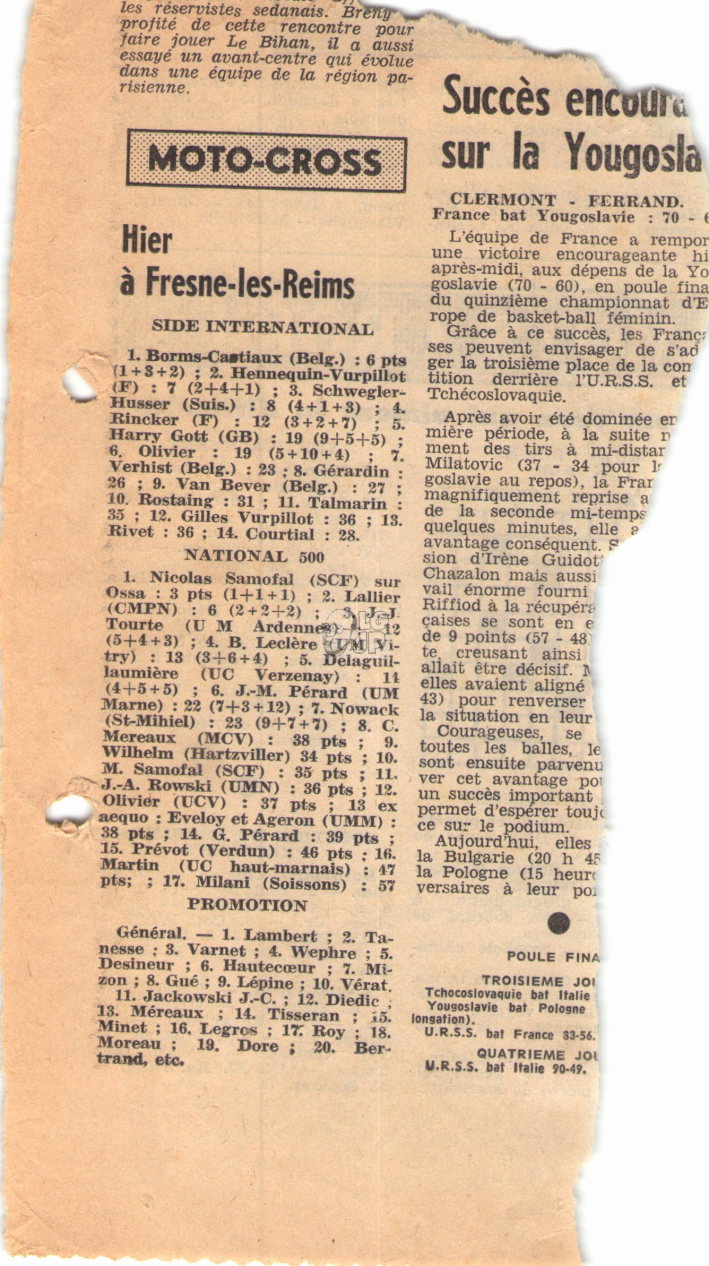 les réservistes sedanais. Breny
profité de cette rencontre pour
faire jouer Le Bihan, il a aussi
essayé un avant-centre qui évolue
dans une équipe de la région pa-
risienne.
MOTO-CROSS
Hier
à Fresne-les-Reims
SIDE INTERNATIONAL
1. Borms-Castiaux (Belg.) : 6 pts
(1+3+2) ; 2. Hennequin-Vurpillot
(F) : 7 (2+4+1) ; 3. Schwegler-
Husser (Suis.) : 8 (4+1+3) ; 4.
Rincker (F) : 12 (3+2+7) ; 5.
Harry Gott (GB) : 19 (9+5+5) ;
6. Olivier : 19 (5+10+4) ; 7.
Verhist (Belg.) : 23 ; 8. Gérardin :
26 ; 9. Van Bever (Belg.) : 27 ;
10. Rostaing : 31 ; 11. Talmarin :
35 ; 12. Gilles Vurpillot : 36 ; 13.
Rivet : 36 ; 14. Courtial : 28.
NATIONAL 500
1. Nicolas Samofal (SCF) sur
Ossa : 3 pts (1+1+1) ; 2. Lallier
(CMPN) : 6 (2+2+2) ; 3. J.-J.
Tourte (U M Ardennes) : 12
(5+4+3) ; 4. B. Leclère (UM Vi-
try) : 13 (3+6+4) ; 5. Delaguil-
laumière (UC Verzenay) : 14
(4+5+5) ; 6. J.-M. Pérard (UM
Marne) : 22 (7+3+12) ; 7. Nowack
(St-Mihiel) : 23 (9+7+7) ; 8. C.
Mereaux (MCV) : 38 pts ; 9.
Wilhelm (Hartzviller) 34 pts ; 10.
M. Samofal (SCF) : 35 pts ; 11.
J.-A. Rowski (UMN) : 36 pts ; 12.
Olivier (UCV) : 37 pts ; 13 ex
aequo : Eveloy et Ageron (UMM) :
38 pts ; 14. G. Pérard : 39 pts ;
15. Prévot (Verdun) : 46 pts ; 16.
Martin (UC haut-marnais) : 47
pts; ; 17. Milani (Soissons) : 57
PROMOTION
Général. — 1. Lambert ; 2. Ta-
nesse ; 3. Varnet ; 4. Wephre ; 5.
Desineur ; 6. Hautecœur ; 7. Mi-
zon ; 8. Gué ; 9. Lépine ; 10. Vérat.
11. Jackowski J.-C. ; 12. Diedic ;
13. Méreaux ; 14. Tisseran ; 15.
Minet ; 16. Legros ; 17. Roy ; 18.
Moreau ; 19. Dore ; 20. Ber-
trand, etc.
Succès encoura
sur la Yougosla
CLERMONT - FERRAND.
France bat Yougoslavie : 70 - 6
L'équipe de France a rempor
une victoire encourageante hi
après-midi, aux dépens de la Yo
goslavie (70 - 60), en poule fina
du quinzième championnat d'E
rope de basket-ball féminin.
Grâce à ce succès, les França
ses peuvent envisager de s'ad
ger la troisième place de la com
tition derrière l'U.R.S.S. et
Tchécoslovaquie.
Après avoir été dominée en
mière période, à la suite n
ment des tirs à mi-distar
Milatovic (37 - 34 pour la
goslavie au repos), la Fran
magnifiquement reprise a
de la seconde mi-temps
quelques minutes, elle a
avantage conséquent. S
sion d'Irène Guidot
Chazalon mais aussi
vail énorme fourni
Riffiod à la récupéra
çaises se sont en e
de 9 points (57 - 48)
te, creusant ainsi
allait être décisif. M
elles avaient aligné
43) pour renverser
la situation en leur
Courageuses, se
toutes les balles, le
sont ensuite parvenu
ver cet avantage pou
un succès important
permet d'espérer toujo
ce sur le podium.
Aujourd'hui, elles
la Bulgarie (20 h 45
la Pologne (15 heure
versaires à leur por
POULE FINA
TROISIEME JOU
Tchocoslovaquie bat Italie
Yougoslavie bat Pologne
longation).
U.R.S.S. bat France 83-56.
QUATRIEME JOU
U.R.S.S. bat Italie 90-49.